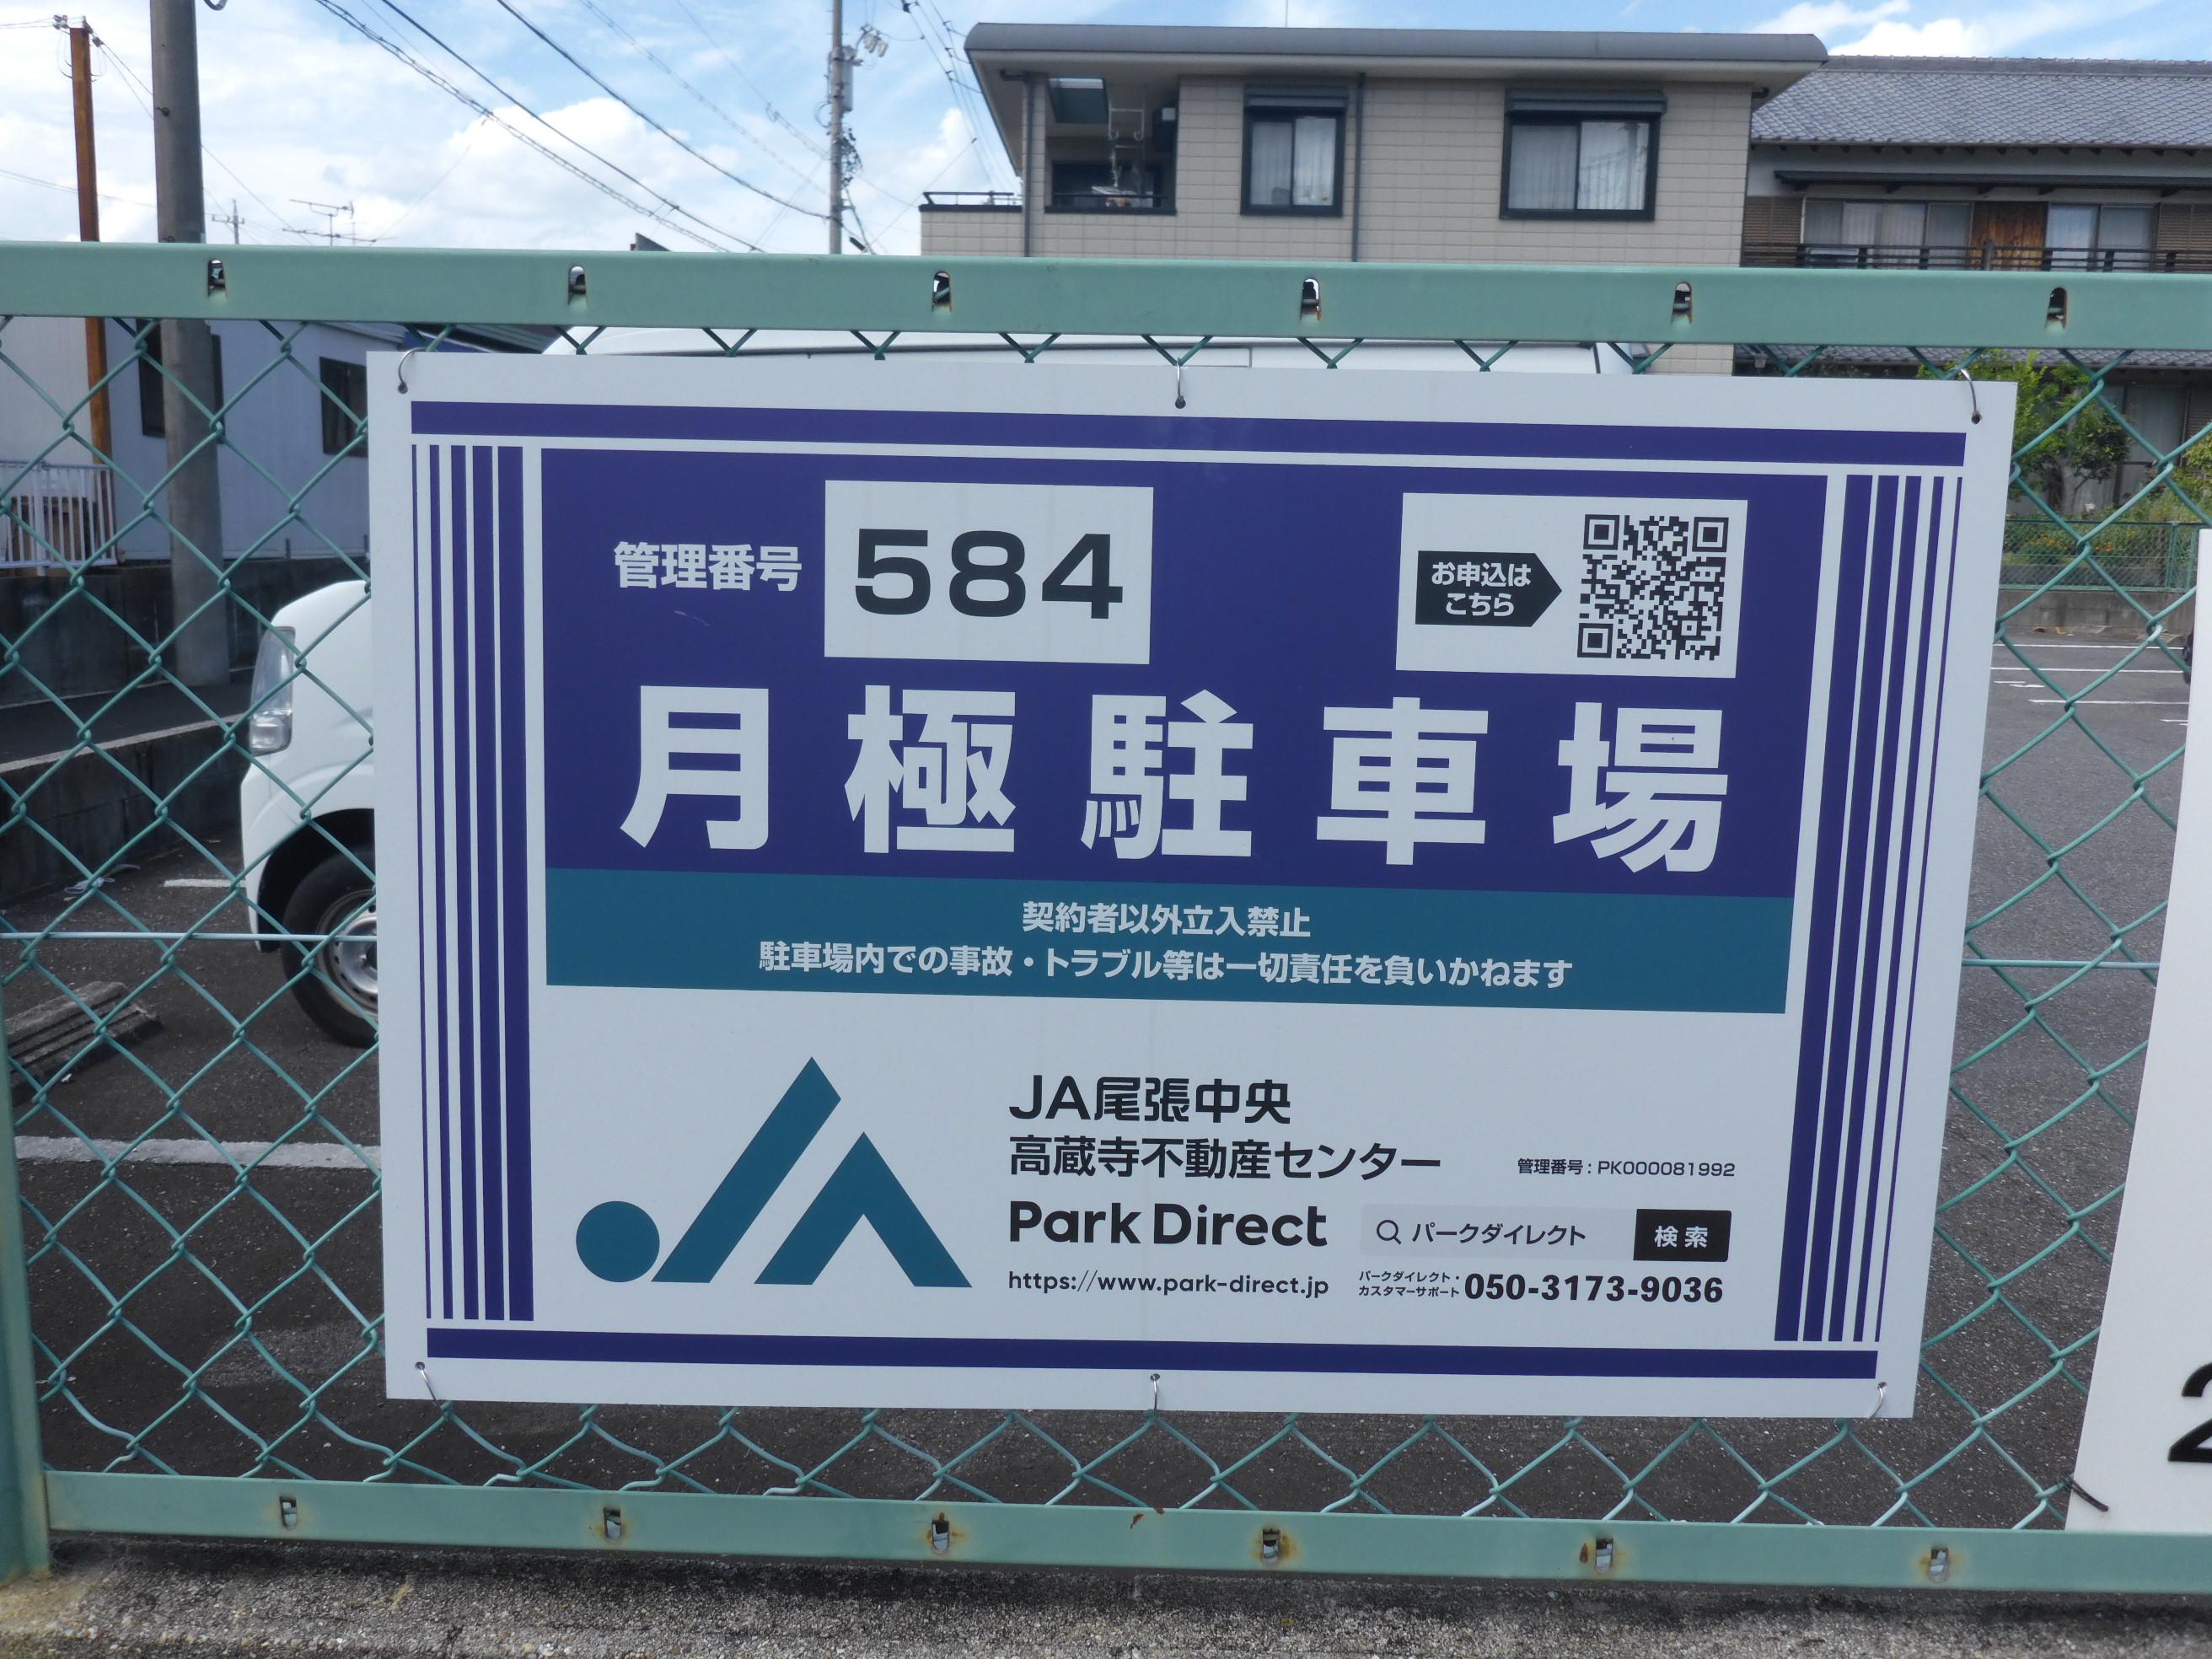 管理番号 584
お申込は
こちら
月極駐車場
契約者以外立入禁止
駐車場内での事故・トラブル等は一切責任を負いかねます
JA
JA尾張中央
高蔵寺不動産センター
管理番号：PK000081992
Park Direct
パークダイレクト 検索
https://www.park-direct.jp
パークダイレクト・
カスタマーサポート 050-3173-9036
2